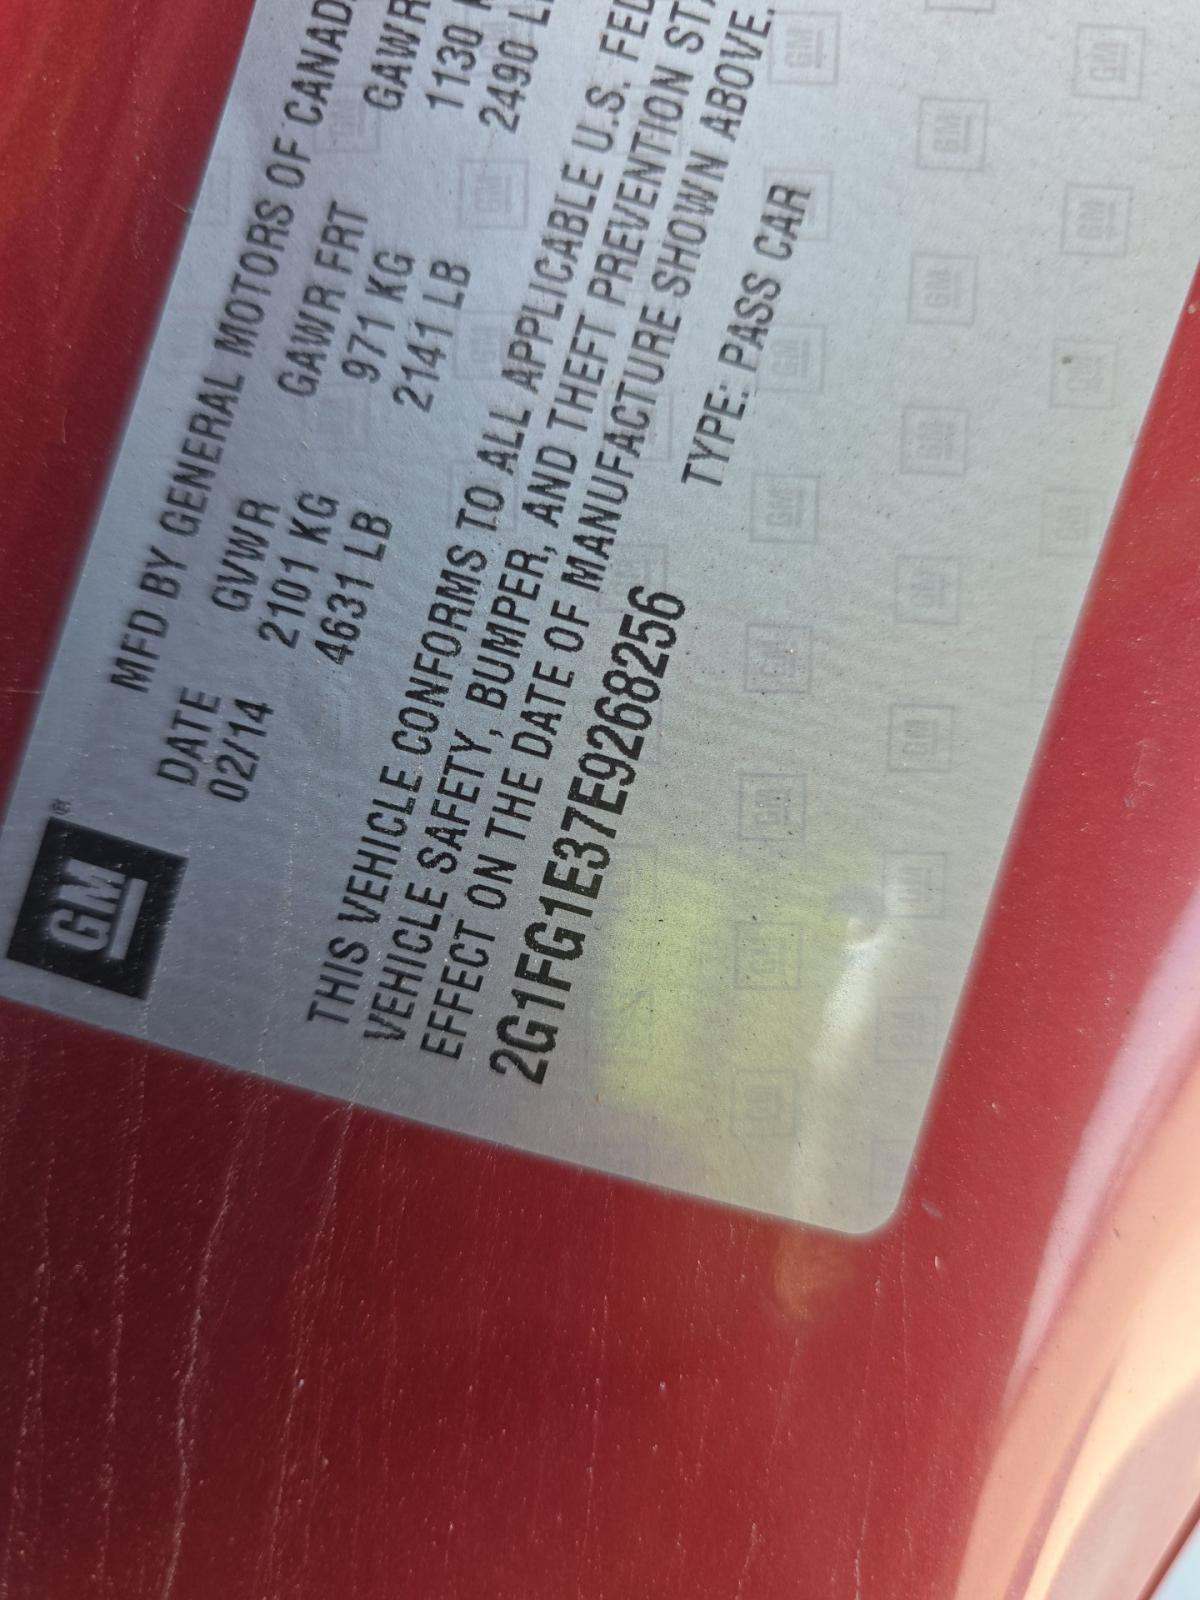 GM
MFD BY GENERAL MOTORS OF CANAD
DATE GVWR GAWR FRT GAWR
02/14 2101 KG 971 KG 1130
4631 LB 2141 LB 2490 L
THIS VEHICLE CONFORMS TO ALL APPLICABLE U.S. FED
VEHICLE SAFETY, BUMPER, AND THEFT PREVENTION ST
EFFECT ON THE DATE OF MANUFACTURE SHOWN ABOVE.
2G1FG1E37E9268256 TYPE: PASS CAR